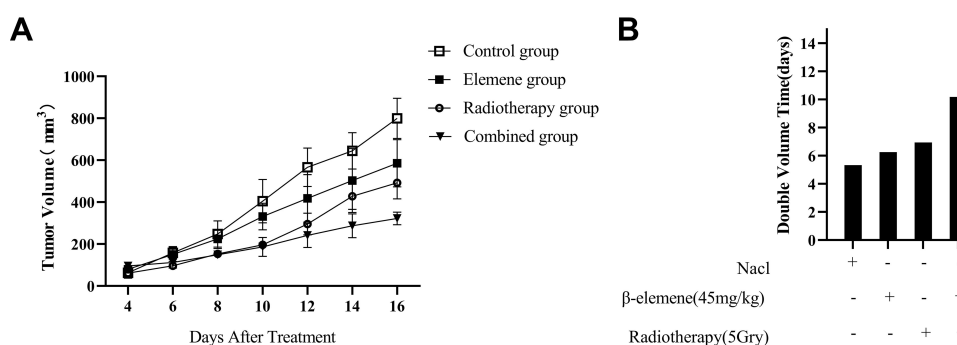 A
Control group
Elemene group
Radiotherapy group
Combined group
1000
800
600
400
200
0
Tumor Volume ( mm³)
4 6 8 10 12 14 16
Days After Treatment
B
14
12
10
8
6
4
2
0
Double Volume Time(days)
Nacl + - -
β-elemene(45mg/kg) - + -
Radiotherapy(5Gry) - - +